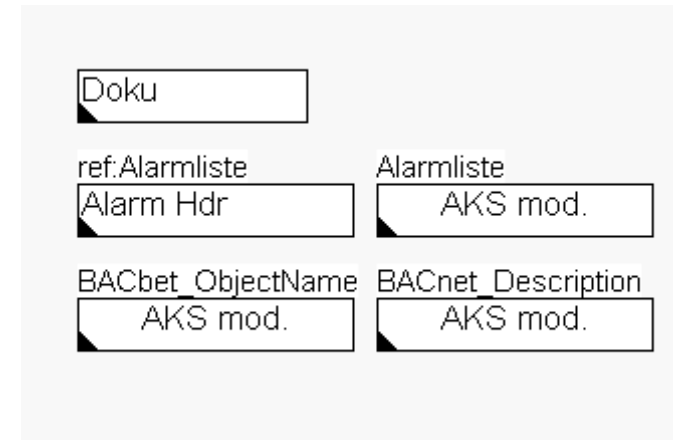 Doku
ref:Alarmliste Alarmliste
Alarm Hdr AKS mod.
BACbet_ObjectName BACnet_Description
AKS mod. AKS mod.